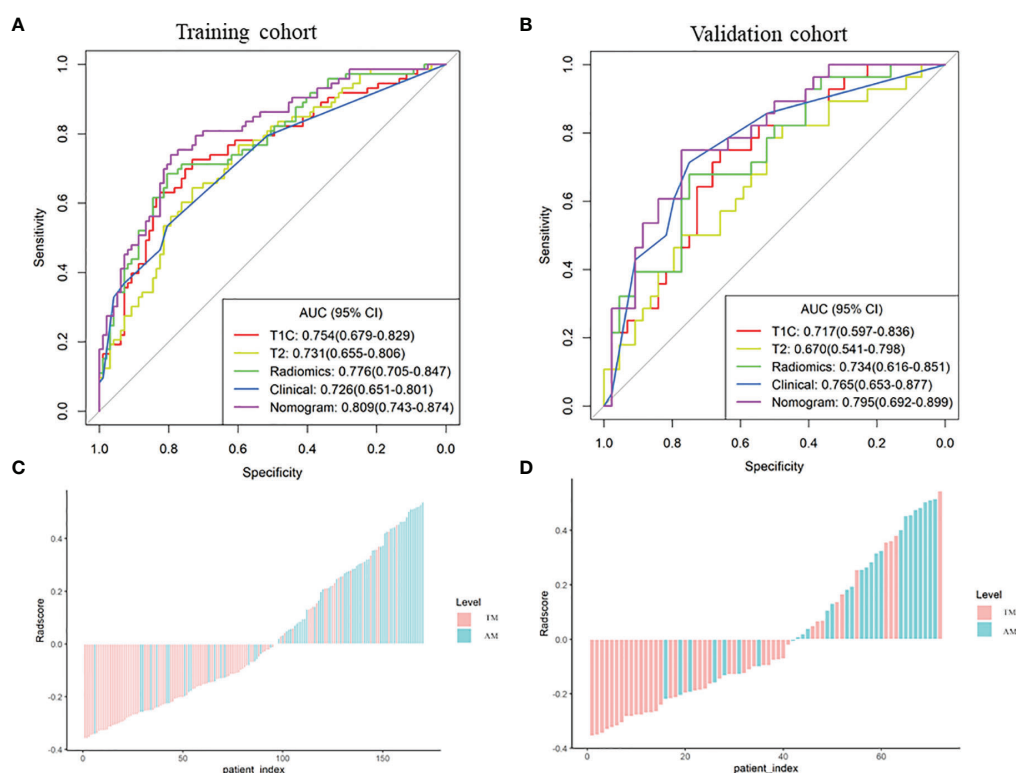 A
Training cohort
B
Validation cohort
Sensitivity
0.0 0.2 0.4 0.6 0.8 1.0
1.0 0.8 0.6 0.4 0.2 0.0
Specificity
AUC (95% CI)
T1C: 0.754(0.679-0.829)
T2: 0.731(0.655-0.806)
Radiomics: 0.776(0.705-0.847)
Clinical: 0.726(0.651-0.801)
Nomogram: 0.809(0.743-0.874)
Sensitivity
0.0 0.2 0.4 0.6 0.8 1.0
1.0 0.8 0.6 0.4 0.2 0.0
Specificity
AUC (95% CI)
T1C: 0.717(0.597-0.836)
T2: 0.670(0.541-0.798)
Radiomics: 0.734(0.616-0.851)
Clinical: 0.765(0.653-0.877)
Nomogram: 0.795(0.692-0.899)
C
Radscore
0.4
0.2
0.0
-0.2
-0.4
0 50 100 150
patient_index
Level
TM
AM
D
Radscore
0.4
0.2
0.0
-0.2
-0.4
0 20 40 60
patient_index
Level
TM
AM